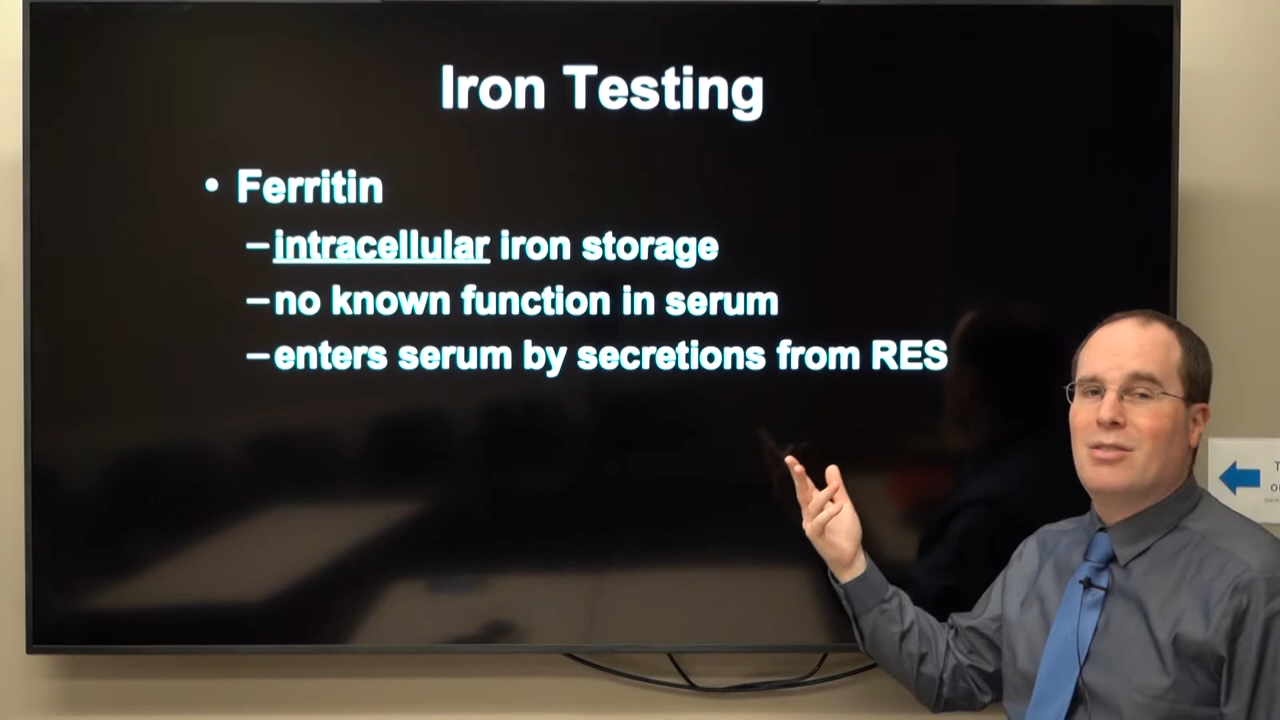 Iron Testing
• Ferritin
–intracellular iron storage
–no known function in serum
–enters serum by secretions from RES